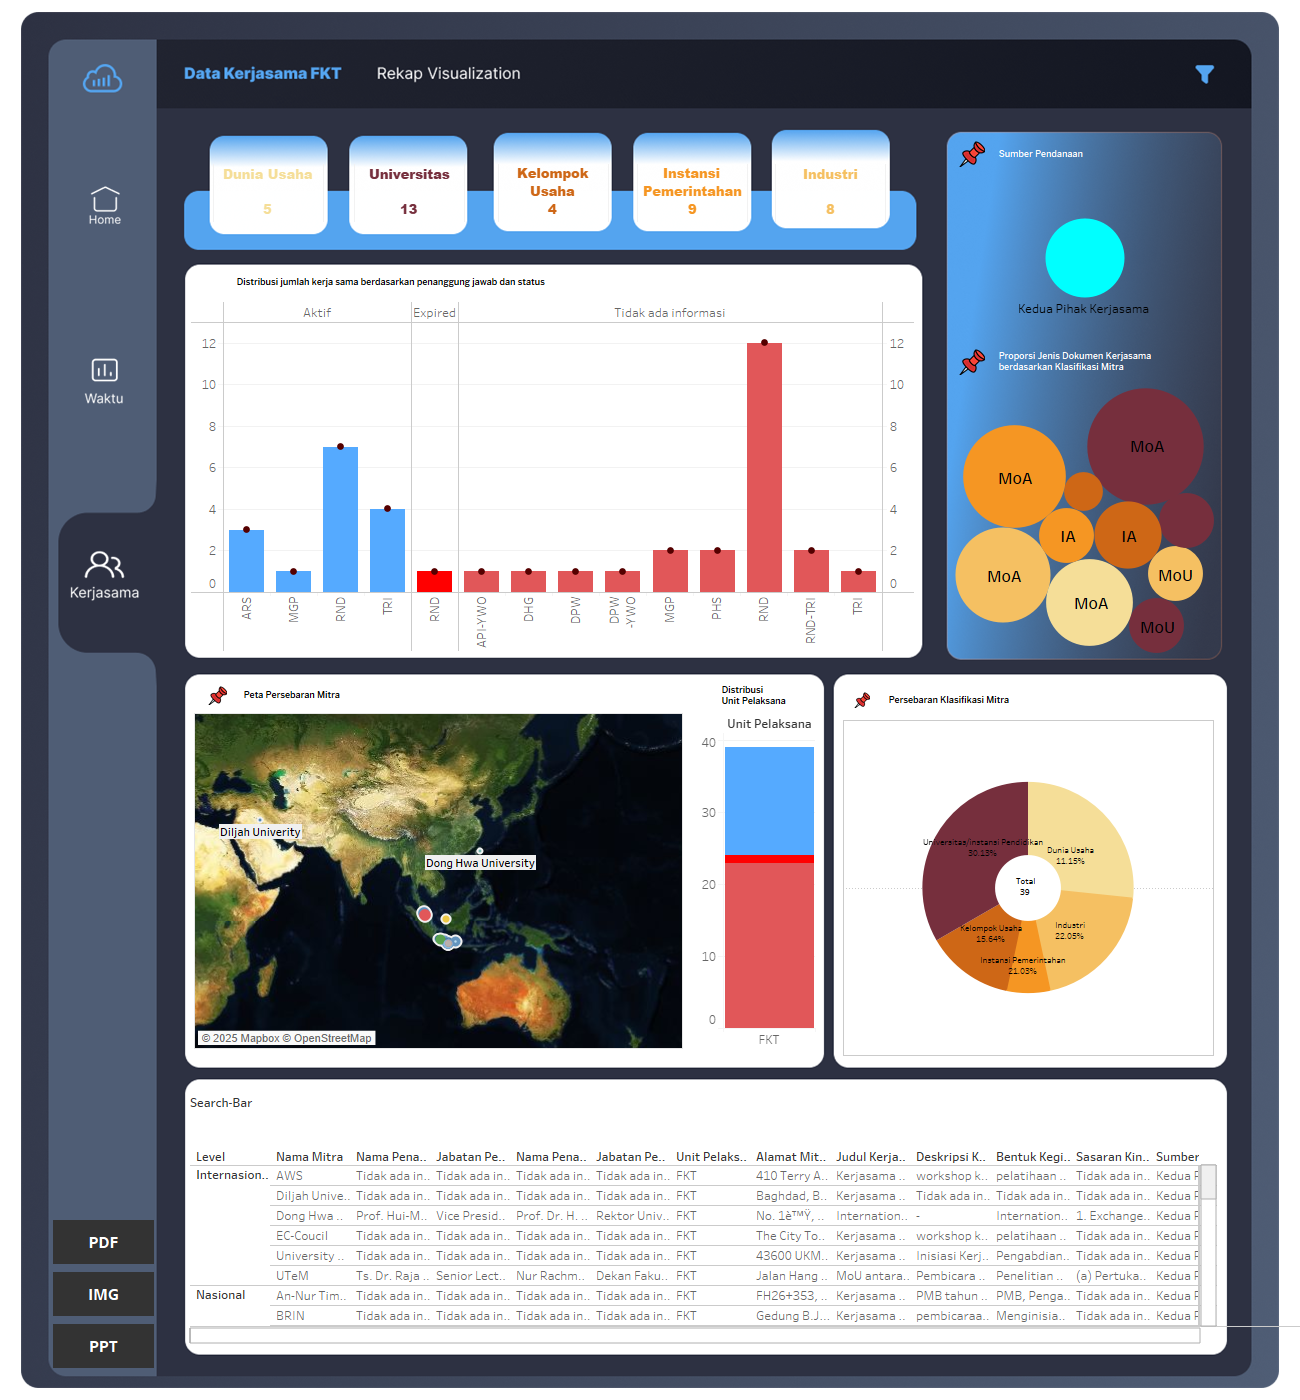 Data Kerjasama FKT
Rekap Visualization
Home
Waktu
Kerjasama
PDF
IMG
PPT
Dunia Usaha
5
Universitas
13
Kelompok
Usaha
4
Instansi
Pemerintahan
9
Industri
8
Distribusi jumlah kerja sama berdasarkan penanggung jawab dan status
Aktif
Expired
Tidak ada informasi
12
10
8
6
4
2
0
12
10
8
6
4
2
0
ARS
MGP
RND
TRI
RND
API-YWO
DHG
DPW
DPW
-YWO
MGP
PHS
RND
RND-TRI
TRI
Sumber Pendanaan
Kedua Pihak Kerjasama
Proporsi Jenis Dokumen Kerjasama
berdasarkan Klasifikasi Mitra
MoA
MoA
IA
IA
MoA
MoU
MoA
MoU
Peta Persebaran Mitra
Diljah Univerity
Dong Hwa University
© 2025 Mapbox © OpenStreetMap
Distribusi
Unit Pelaksana
Unit Pelaksana
40
30
20
10
0
FKT
Persebaran Klasifikasi Mitra
Universitas/instansi Pendidikan
30.13%
Dunia Usaha
11.15%
Total
39
Kelompok Usaha
15.64%
Industri
22.05%
Instansi Pemerintahan
21.03%
Search-Bar
Level Nama Mitra Nama Pena.. Jabatan Pe.. Nama Pena.. Jabatan Pe.. Unit Pelaks.. Alamat Mit.. Judul Kerja.. Deskripsi K.. Bentuk Kegi.. Sasaran Kin.. Sumber
Internasion.. AWS Tidak ada in.. Tidak ada in.. Tidak ada in.. Tidak ada in.. FKT 410 Terry A.. Kerjasama .. workshop k.. pelatihaan .. Tidak ada in.. Kedua P
Diljah Unive.. Tidak ada in.. Tidak ada in.. Tidak ada in.. Tidak ada in.. FKT Baghdad, B.. Kerjasama .. Tidak ada in.. Tidak ada in.. Tidak ada in.. Kedua P
Dong Hwa .. Prof. Hui-M.. Vice Presid.. Prof. Dr. H. .. Rektor Univ.. FKT No. 1è™Ÿ, .. Internation.. - Internation.. 1. Exchange.. Kedua P
EC-Coucil Tidak ada in.. Tidak ada in.. Tidak ada in.. Tidak ada in.. FKT The City To.. Kerjasama .. workshop k.. pelatihaan .. Tidak ada in.. Kedua P
University .. Tidak ada in.. Tidak ada in.. Tidak ada in.. Tidak ada in.. FKT 43600 UKM.. Kerjasama .. Inisiasi Kerj.. Pengabdian.. Tidak ada in.. Kedua P
UTeM Ts. Dr. Raja .. Senior Lect.. Nur Rachm.. Dekan Faku.. FKT Jalan Hang .. MoU antara.. Pembicara .. Penelitian .. (a) Pertuka.. Kedua P
Nasional An-Nur Tim.. Tidak ada in.. Tidak ada in.. Tidak ada in.. Tidak ada in.. FKT FH26+353, .. Kerjasama .. PMB tahun .. PMB, Penga.. Tidak ada in.. Kedua P
BRIN Tidak ada in.. Tidak ada in.. Tidak ada in.. Tidak ada in.. FKT Gedung B.J.. Kerjasama .. pembicaraa.. Menginisia.. Tidak ada in.. Kedua P